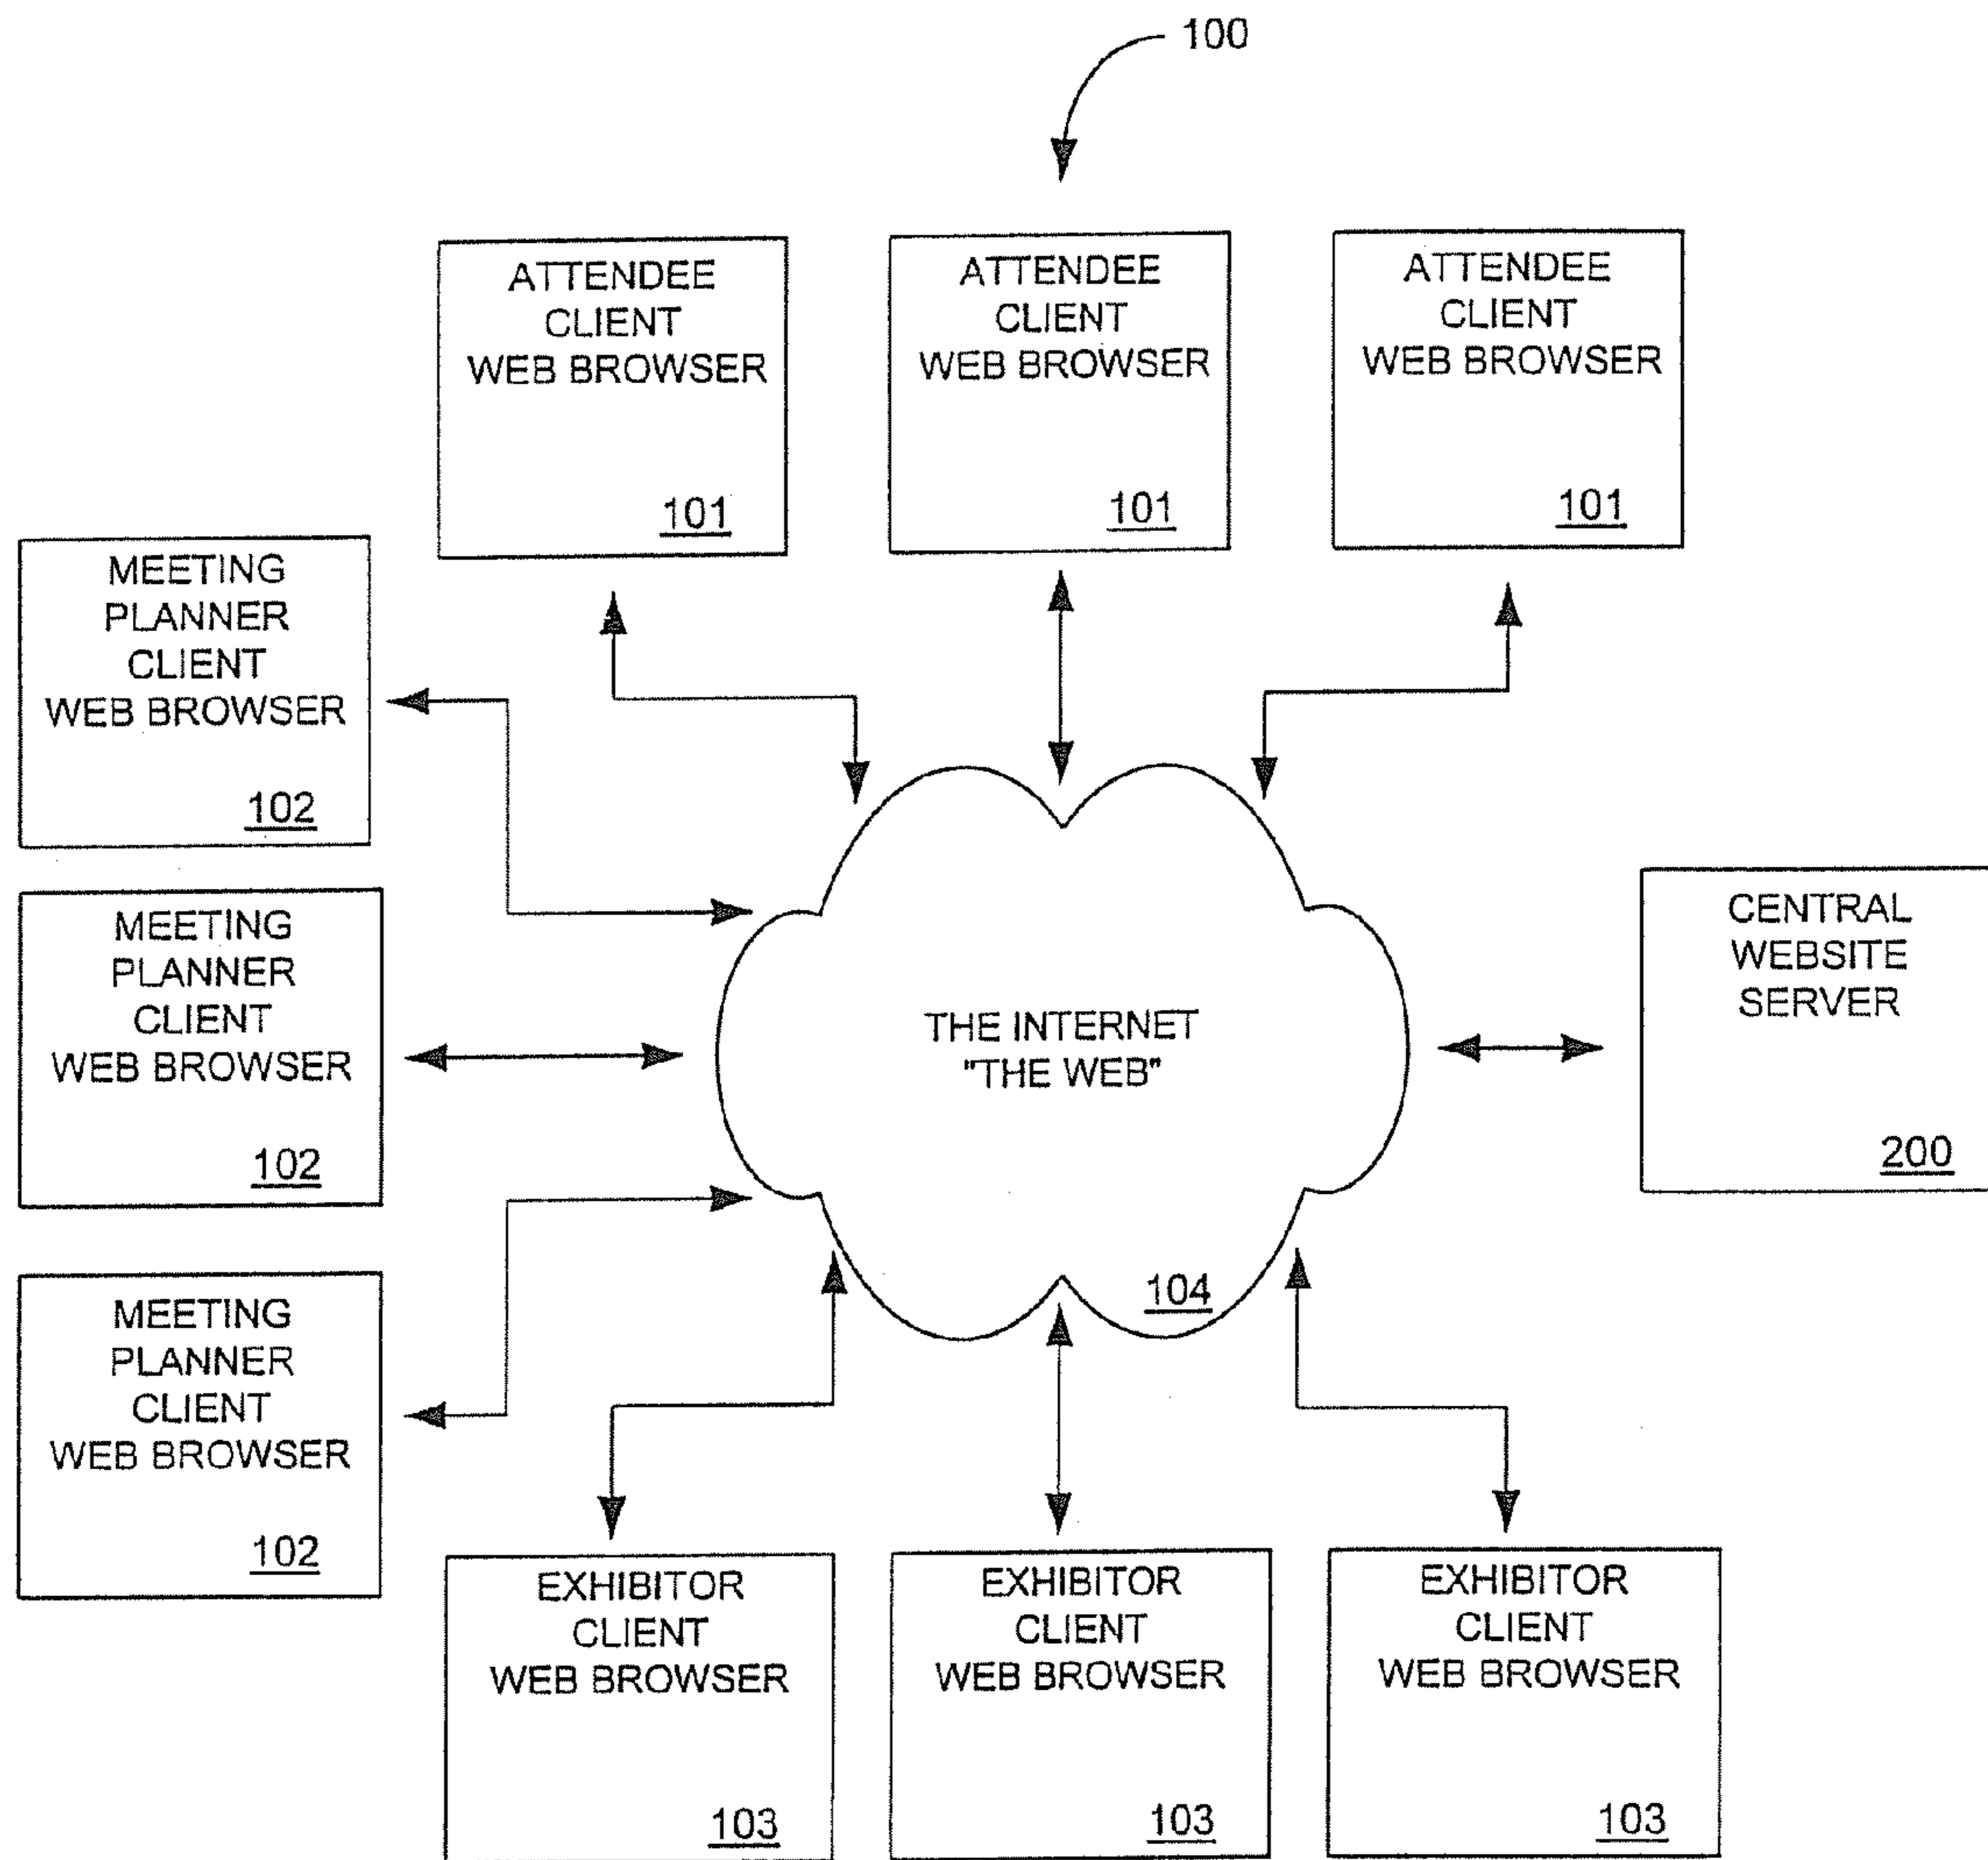 100
ATTENDEE
CLIENT
WEB BROWSER
101
ATTENDEE
CLIENT
WEB BROWSER
101
ATTENDEE
CLIENT
WEB BROWSER
101
MEETING
PLANNER
CLIENT
WEB BROWSER
102
MEETING
PLANNER
CLIENT
WEB BROWSER
102
MEETING
PLANNER
CLIENT
WEB BROWSER
102
THE INTERNET
"THE WEB"
104
CENTRAL
WEBSITE
SERVER
200
EXHIBITOR
CLIENT
WEB BROWSER
103
EXHIBITOR
CLIENT
WEB BROWSER
103
EXHIBITOR
CLIENT
WEB BROWSER
103